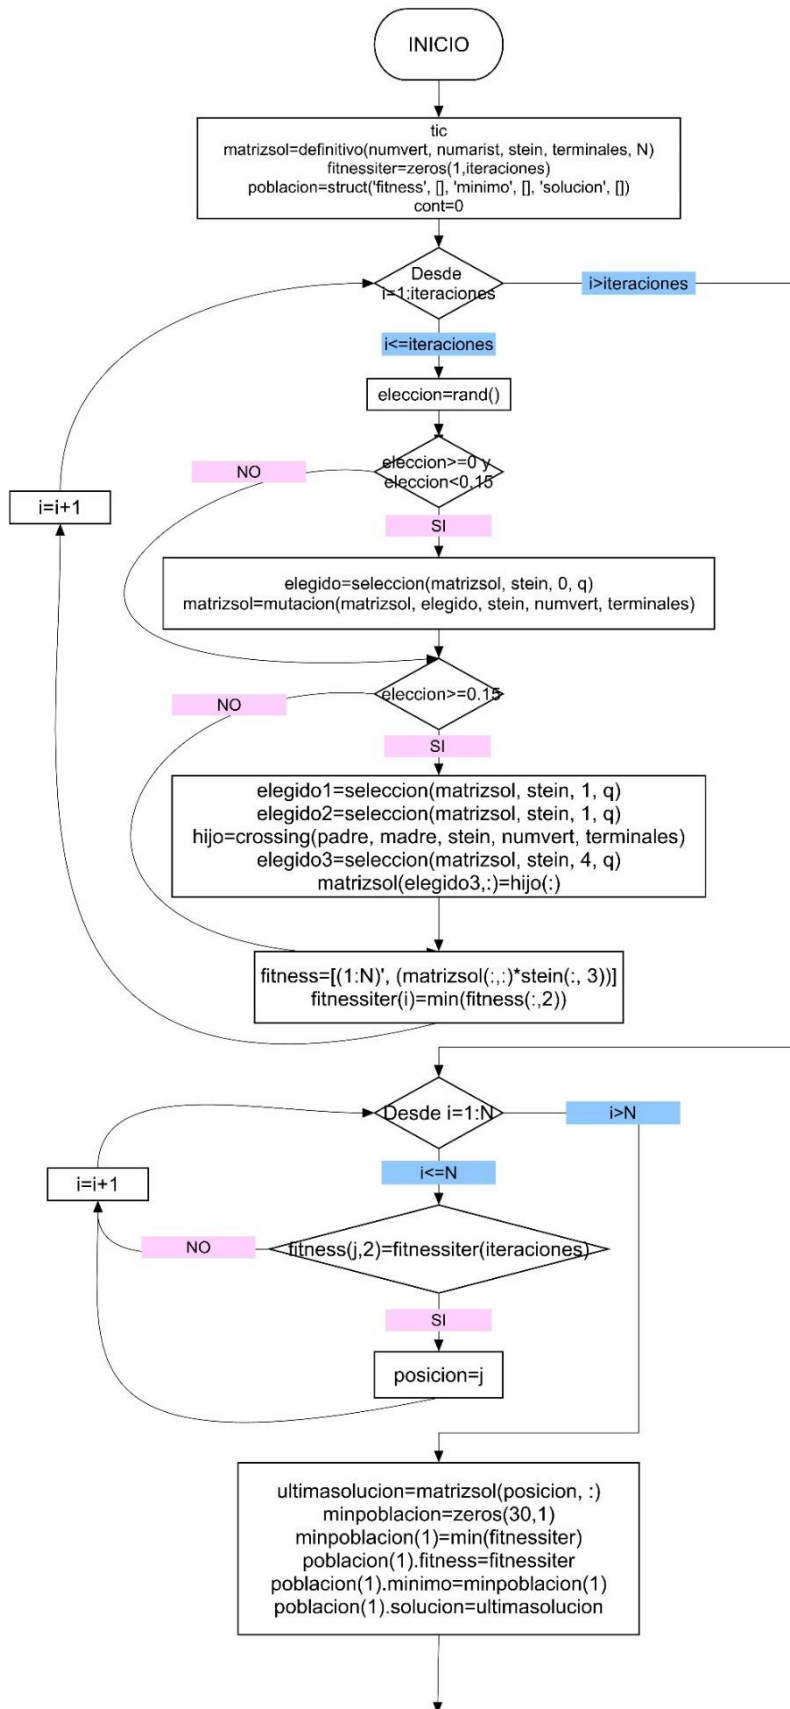 INICIO
tic
matrizsol=definitivo(numvert, numarist, stein, terminales, N)
fitnessiter=zeros(1,iteraciones)
poblacion=struct('fitness', [], 'minimo', [], 'solucion', [])
cont=0
Desde
i=1:iteraciones
i>iteraciones
i<=iteraciones
eleccion=rand()
eleccion>=0 y
eleccion<0.15
NO
i=i+1
SI
elegido=seleccion(matrizsol, stein, 0, q)
matrizsol=mutacion(matrizsol, elegido, stein, numvert, terminales)
eleccion>=0.15
NO
SI
elegido1=seleccion(matrizsol, stein, 1, q)
elegido2=seleccion(matrizsol, stein, 1, q)
hijo=crossing(padre, madre, stein, numvert, terminales)
elegido3=seleccion(matrizsol, stein, 4, q)
matrizsol(elegido3,:)=hijo(:)
fitness=[(1:N)', (matrizsol(:,:)*stein(:, 3))]
fitnessiter(i)=min(fitness(:,2))
Desde i=1:N
i>N
i<=N
i=i+1
fitness(j,2)=fitnessiter(iteraciones)
NO
SI
posicion=j
ultimasolucion=matrizsol(posicion, :)
minpoblacion=zeros(30,1)
minpoblacion(1)=min(fitnessiter)
poblacion(1).fitness=fitnessiter
poblacion(1).minimo=minpoblacion(1)
poblacion(1).solucion=ultimasolucion